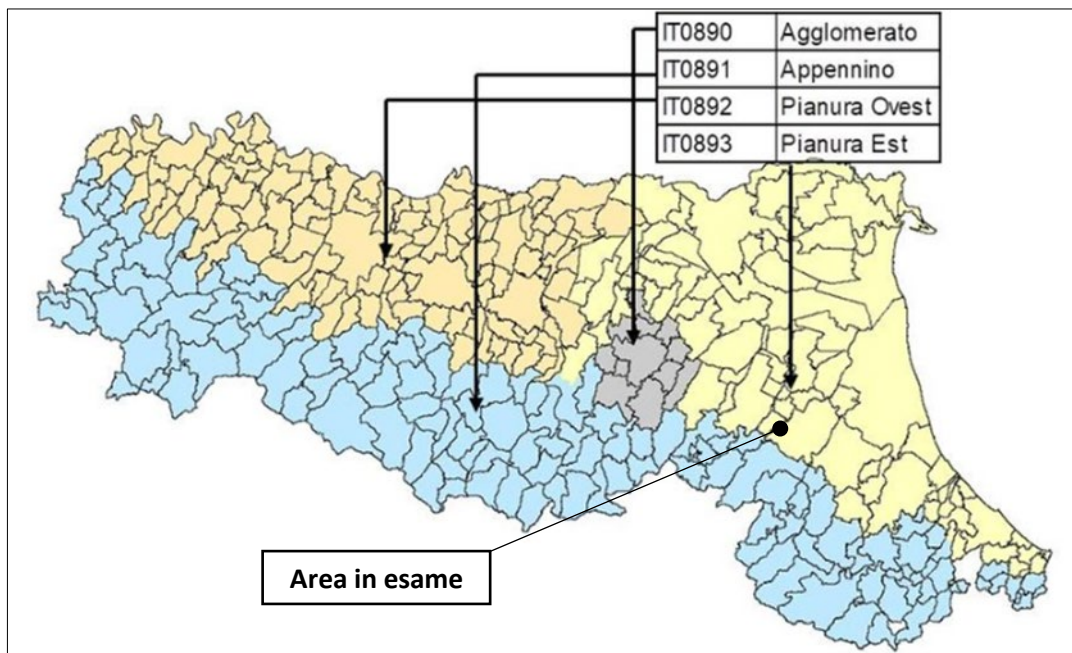 IT0890 Agglomerato
IT0891 Appennino
IT0892 Pianura Ovest
IT0893 Pianura Est
Area in esame